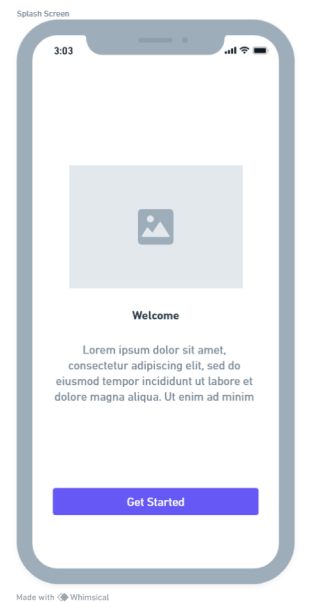 Splash Screen
3:03
Welcome
Lorem ipsum dolor sit amet,
consectetur adipiscing elit, sed do
eiusmod tempor incididunt ut labore et
dolore magna aliqua. Ut enim ad minim
Get Started
Made with Whimsical